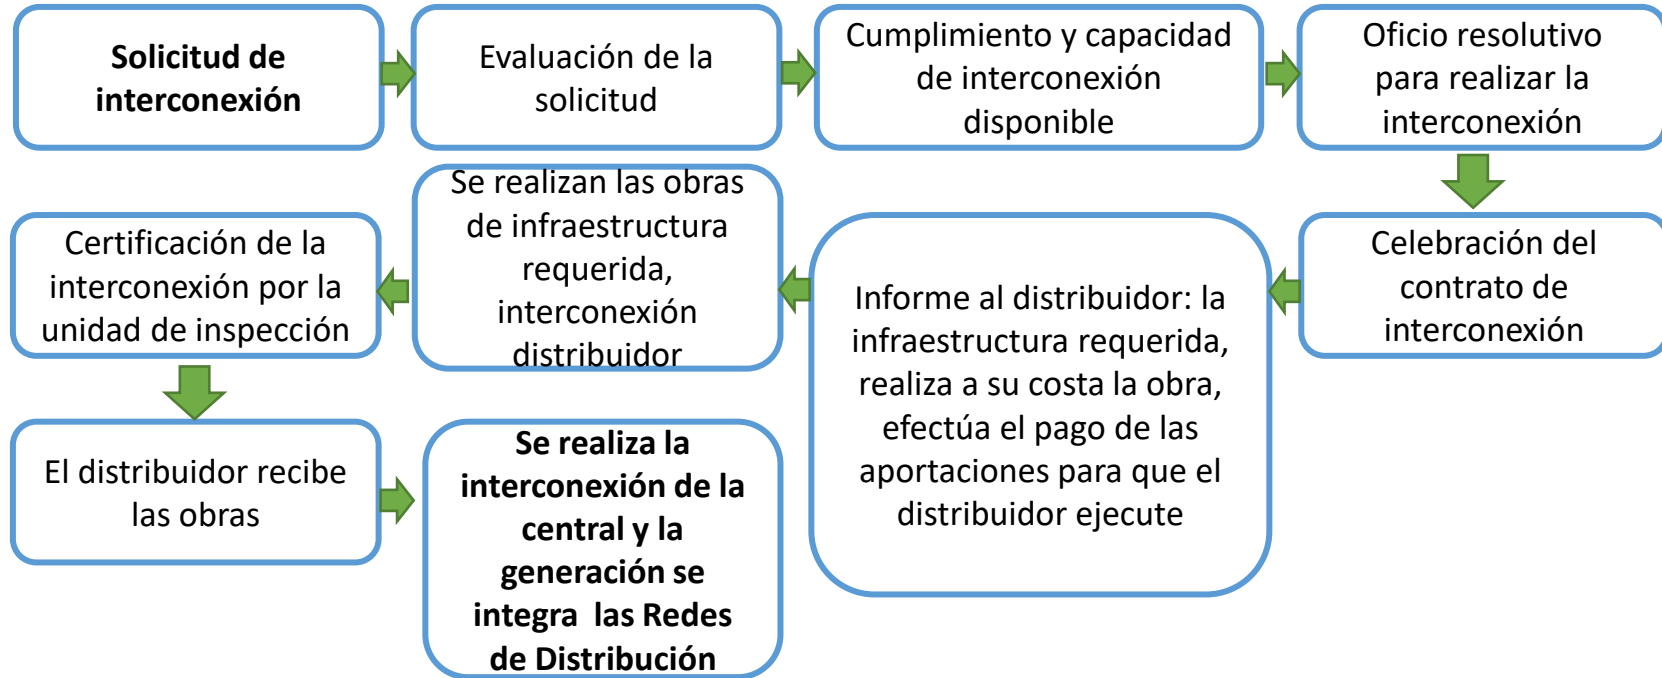 Solicitud de
interconexión
Evaluación de la
solicitud
Cumplimiento y capacidad
de interconexión
disponible
Oficio resolutivo
para realizar la
interconexión
Celebración del
contrato de
interconexión
Informe al distribuidor: la
infraestructura requerida,
realiza a su costa la obra,
efectúa el pago de las
aportaciones para que el
distribuidor ejecute
Se realizan las obras
de infraestructura
requerida,
interconexión
distribuidor
Certificación de la
interconexión por la
unidad de inspección
El distribuidor recibe
las obras
Se realiza la
interconexión de la
central y la
generación se
integra  las Redes
de Distribución